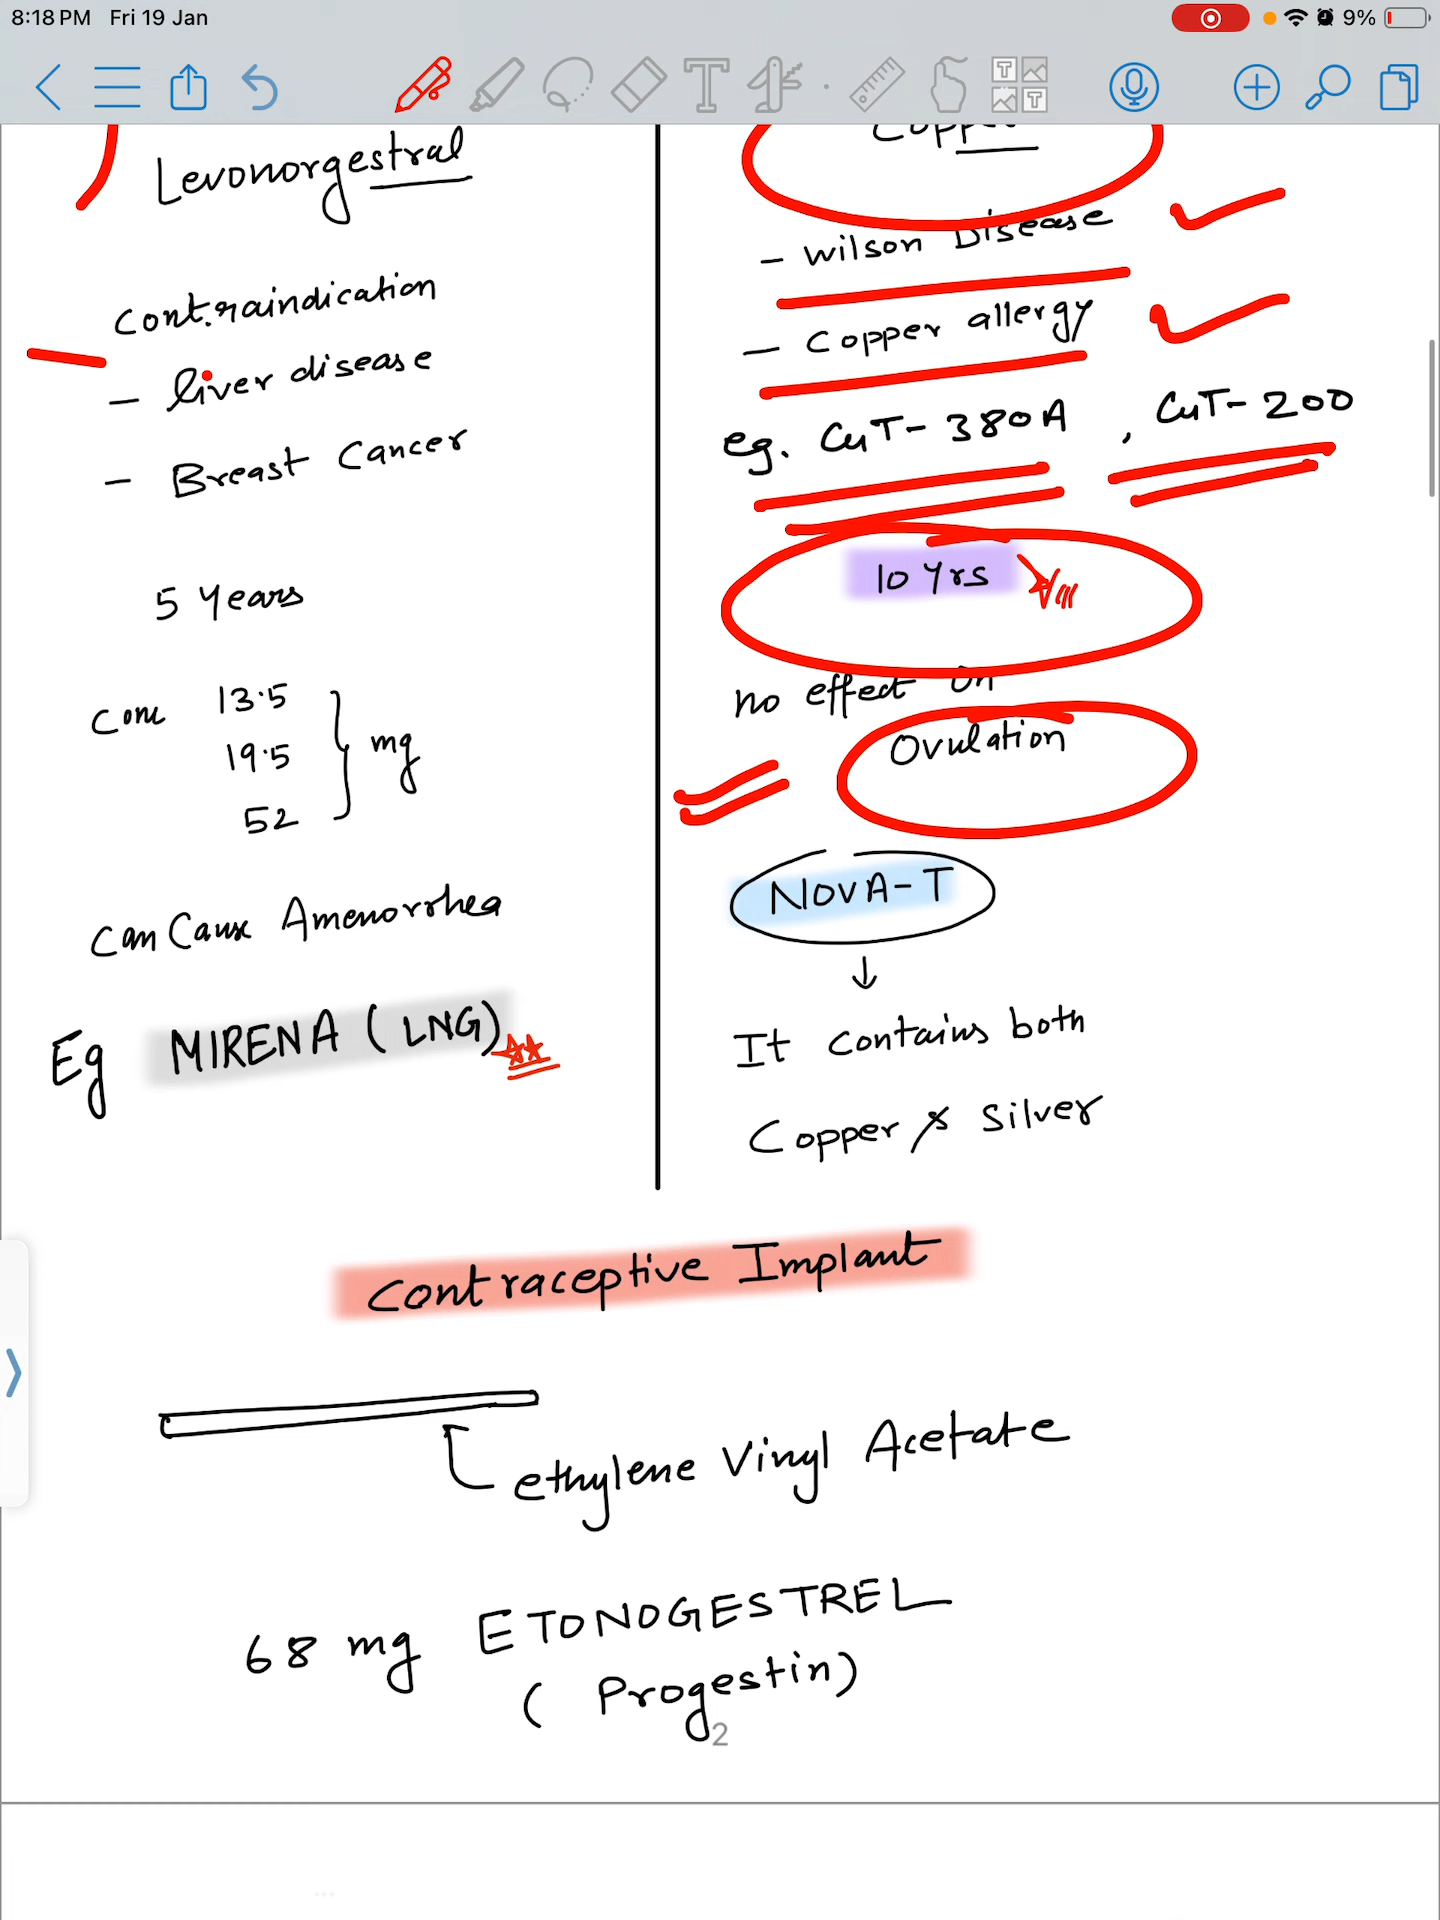 8:18 PM Fri 19 Jan
9%
Levonorgestral
Contraindication
- liver disease
- Breast Cancer
5 Years
Conc 13.5
19.5
52
mg
Can Cause Amenorrhea
Eg MIRENA (LNG)
Copper
- Wilson Disease
- Copper allergy
eg. CuT- 380A , CuT- 200
10 Yrs
no effect on
Ovulation
NOVA-T
↓
It contains both
Copper & Silver
Contraceptive Implant
ethylene Vinyl Acetate
68 mg ETONOGESTREL
( Progestin)
2